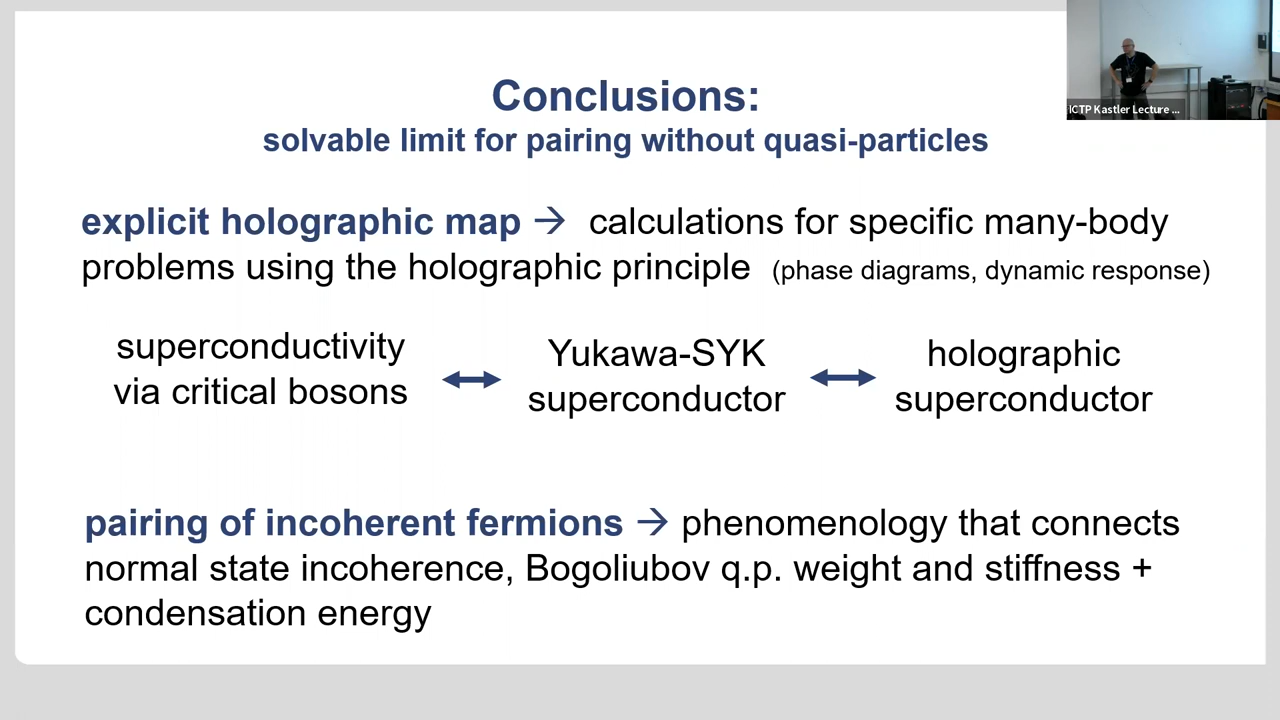 Conclusions:
solvable limit for pairing without quasi-particles
explicit holographic map → calculations for specific many-body
problems using the holographic principle (phase diagrams, dynamic response)
superconductivity
via critical bosons
Yukawa-SYK
superconductor
holographic
superconductor
pairing of incoherent fermions → phenomenology that connects
normal state incoherence, Bogoliubov q.p. weight and stiffness +
condensation energy
ICTP Kastler Lecture ...